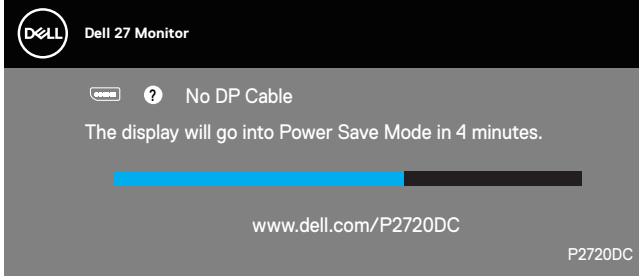 DELL
Dell 27 Monitor
? No DP Cable
The display will go into Power Save Mode in 4 minutes.
www.dell.com/P2720DC
P2720DC